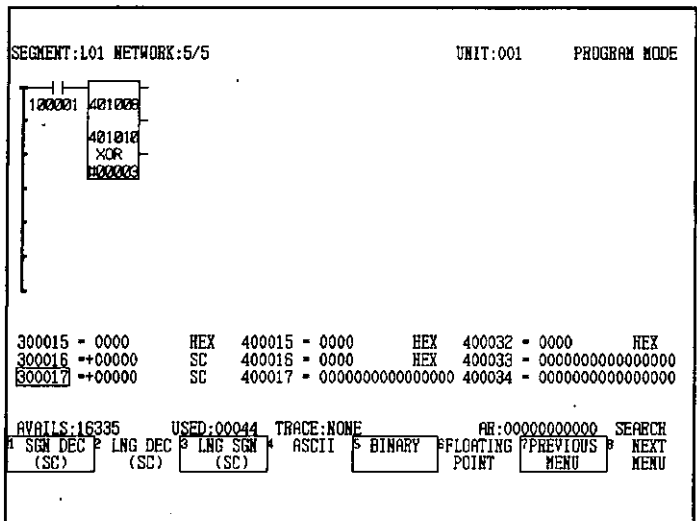 SEGMENT:L01 NETWORK:5/5 UNIT:001 PROGRAM MODE
100001 401008
401010
XOR
#00003
300015 = 0000 HEX 400015 = 0000 HEX 400032 = 0000 HEX
300016 =+00000 SC 400016 = 0000 HEX 400033 = 0000000000000000
300017 =+00000 SC 400017 = 0000000000000000 400034 = 0000000000000000
AVAILS:16335 USED:00044 TRACE:NONE AR:00000000000 SEARCH
1 SGN DEC 2 LNG DEC 3 LNG SGN 4 ASCII 5 BINARY 6FLOATING 7PREVIOUS 8 NEXT
(SC) (SC) (SC) POINT MENU MENU